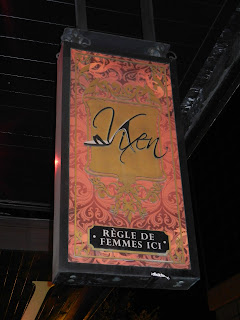 Vixen
RÈGLE DE
FEMMES ICI